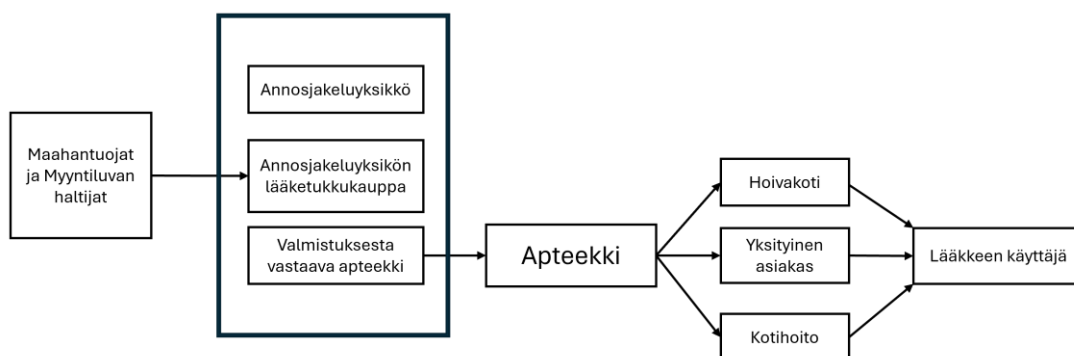 Maahantuojat
ja Myyntiluvan
haltijat
Annosjakeluyksikkö
Annosjakeluyksikön
lääketukkukauppa
Valmistuksesta
vastaava apteekki
Apteekki
Hoivakoti
Yksityinen
asiakas
Kotihoito
Lääkkeen käyttäjä